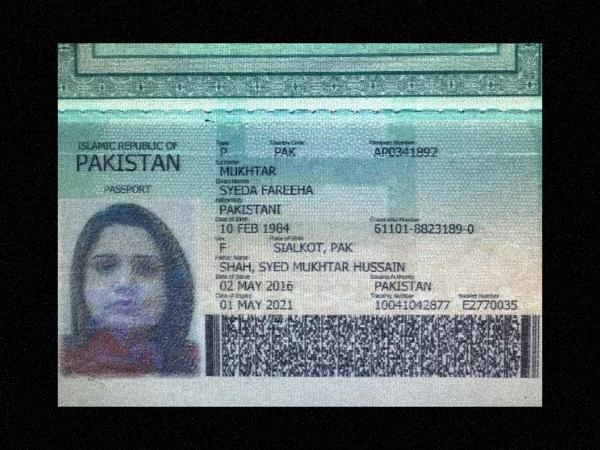 ISLAMIC REPUBLIC OF
PAKISTAN
PASSPORT
Type Country Code Passport Number
P PAK AP0341892
Surname
MUKHTAR
Given Names
SYEDA FAREEHA
Nationality
PAKISTANI
Date of Birth Citizenship Number
10 FEB 1984 61101-8823189-0
Sex Place of Birth
F SIALKOT, PAK
Father Name
SHAH, SYED MUKHTAR HUSSAIN
Date of Issue Issuing Authority
02 MAY 2016 PAKISTAN
Date of Expiry Tracking Number Booklet Number
01 MAY 2021 10041042877 E2770035